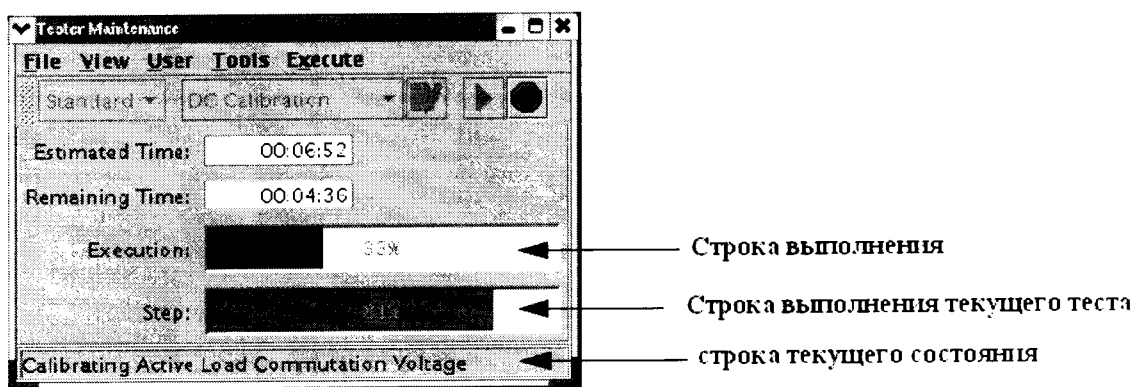 Tester Maintenance
File View User Tools Execute
Standard DC Calibration
Estimated Time: 00:06:52
Remaining Time: 00:04:36
Execution: 33%
Строка выполнения
Step:
Строка выполнения текущего теста
Calibrating Active Load Commutation Voltage
строка текущего состояния